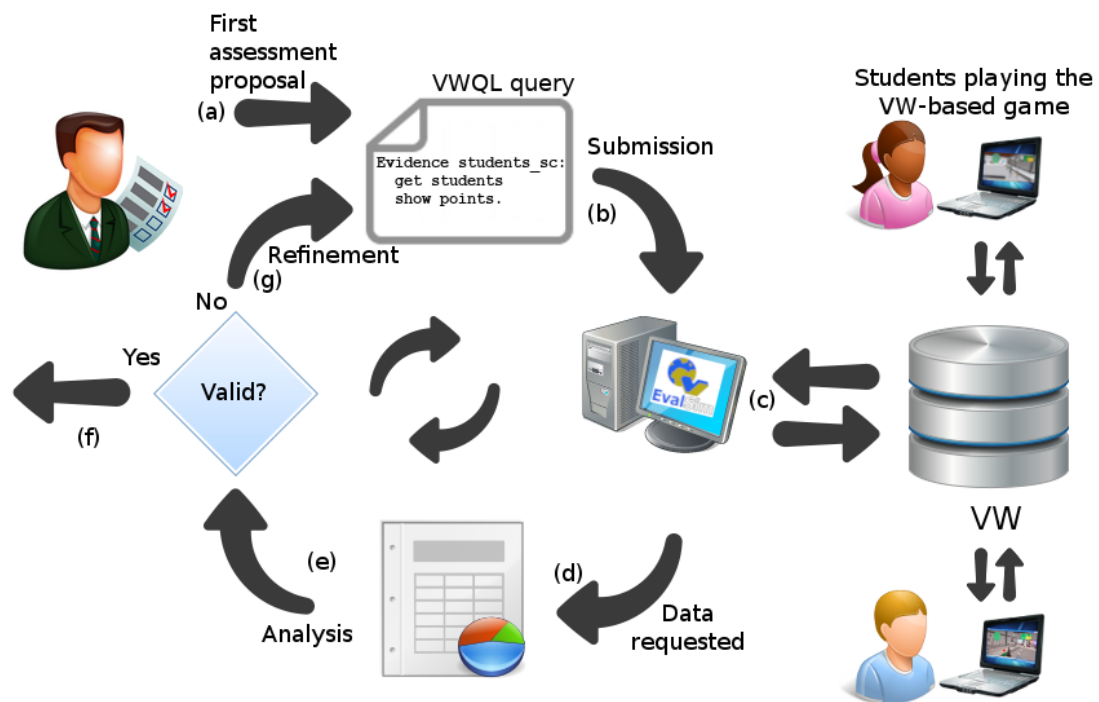 First
assessment
proposal
(a)
VWQL query
Evidence students_sc:
get students
show points.
Submission
(b)
Students playing the
VW-based game
Refinement
(g)
No
Yes
Valid?
(f)
EvalSim
(c)
VW
(e)
Analysis
(d)
Data
requested